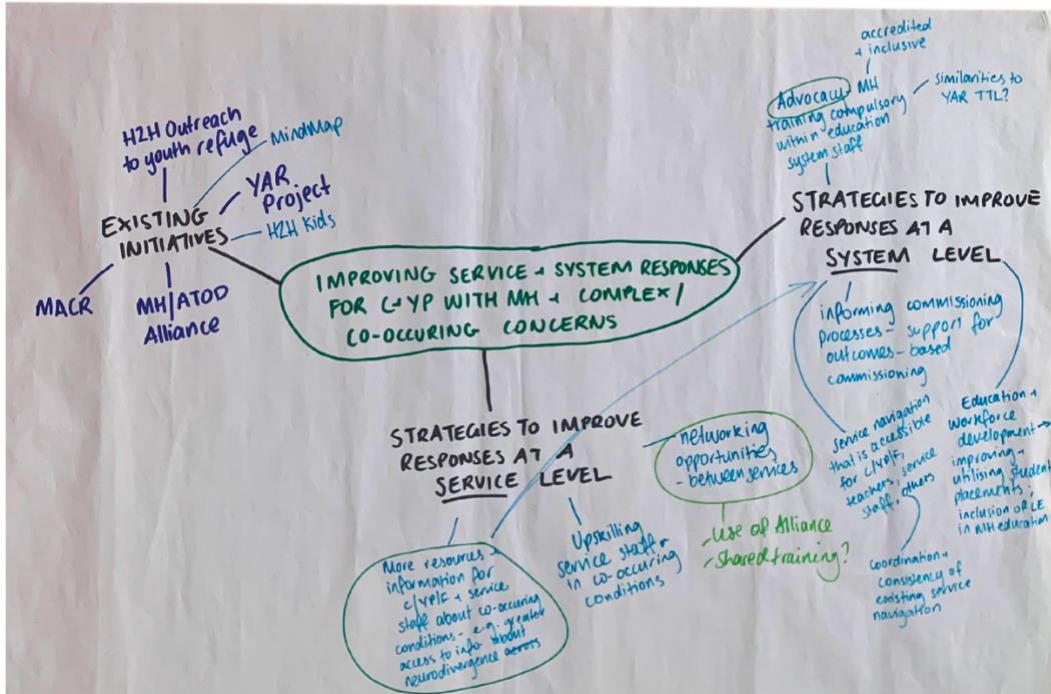 IMPROVING SERVICE + SYSTEM RESPONSES
FOR C+YP WITH MH + COMPLEX/
CO-OCCURING CONCERNS
EXISTING
INITIATIVES
H2H Outreach
to youth refuge
MindMap
YAR
Project
H2H Kids
MACR
MH/ATOD
Alliance
STRATEGIES TO IMPROVE
RESPONSES AT A
SERVICE LEVEL
More resources +
information for
c/YP/F + service
staff about co-occuring
conditions - e.g. greater
access to info about
neurodivergence across
Upskilling
service staff
in co-occuring
conditions
networking
opportunities
- between services
- Use of Alliance
- Shared training?
STRATEGIES TO IMPROVE
RESPONSES AT A
SYSTEM LEVEL
accredited
+ inclusive
Advocacy MH
training compulsory
within education
system staff
similarities to
YAR TTL?
informing commissioning
processes - support for
outcomes-based
commissioning
service navigation
that is accessible
for c/YP/F,
teachers, service
staff, others
Coordination +
consistency of
existing service
navigation
Education +
workforce
development →
improving +
utilising student
placements;
inclusion of LE
in MH education